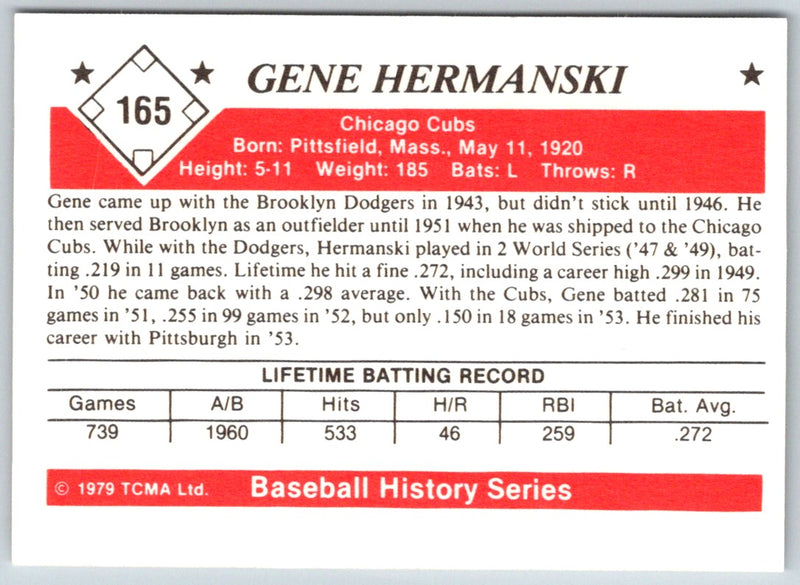 165
GENE HERMANSKI
Chicago Cubs
Born: Pittsfield, Mass., May 11, 1920
Height: 5-11 Weight: 185 Bats: L Throws: R
Gene came up with the Brooklyn Dodgers in 1943, but didn't stick until 1946. He
then served Brooklyn as an outfielder until 1951 when he was shipped to the Chicago
Cubs. While with the Dodgers, Hermanski played in 2 World Series ('47 & '49), bat-
ting .219 in 11 games. Lifetime he hit a fine .272, including a career high .299 in 1949.
In '50 he came back with a .298 average. With the Cubs, Gene batted .281 in 75
games in '51, .255 in 99 games in '52, but only .150 in 18 games in '53. He finished his
career with Pittsburgh in '53.
LIFETIME BATTING RECORD
Games A/B Hits H/R RBI Bat. Avg.
739 1960 533 46 259 .272
© 1979 TCMA Ltd. Baseball History Series